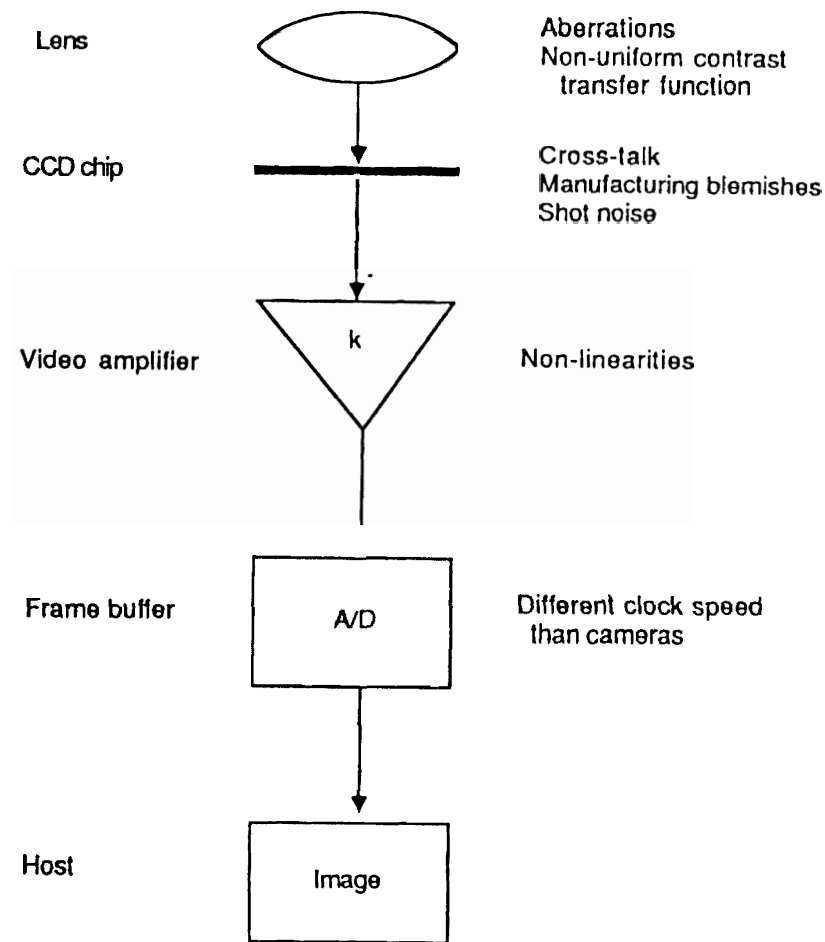 Lens
Aberrations
Non-uniform contrast
transfer function
CCD chip
Cross-talk
Manufacturing blemishes
Shot noise
k
Video amplifier
Non-linearities
Frame buffer
A/D
Different clock speed
than cameras
Host
Image